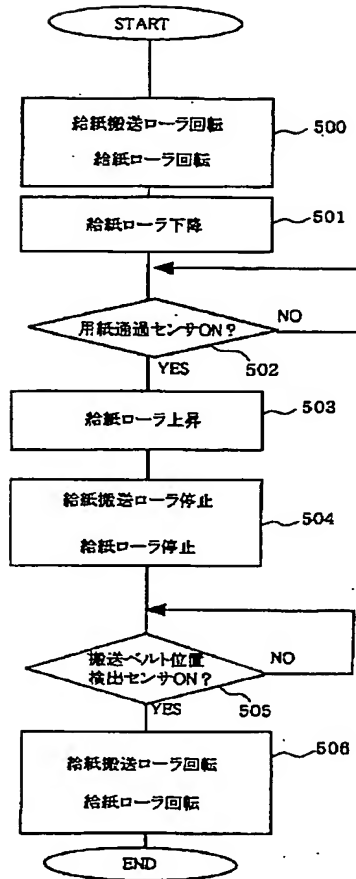 START
給紙搬送ローラ回転
給紙ローラ回転
500
給紙ローラ下降
501
用紙通過センサON?
NO
502
YES
給紙ローラ上昇
503
給紙搬送ローラ停止
給紙ローラ停止
504
搬送ベルト位置
検出センサON?
NO
505
YES
給紙搬送ローラ回転
給紙ローラ回転
506
END